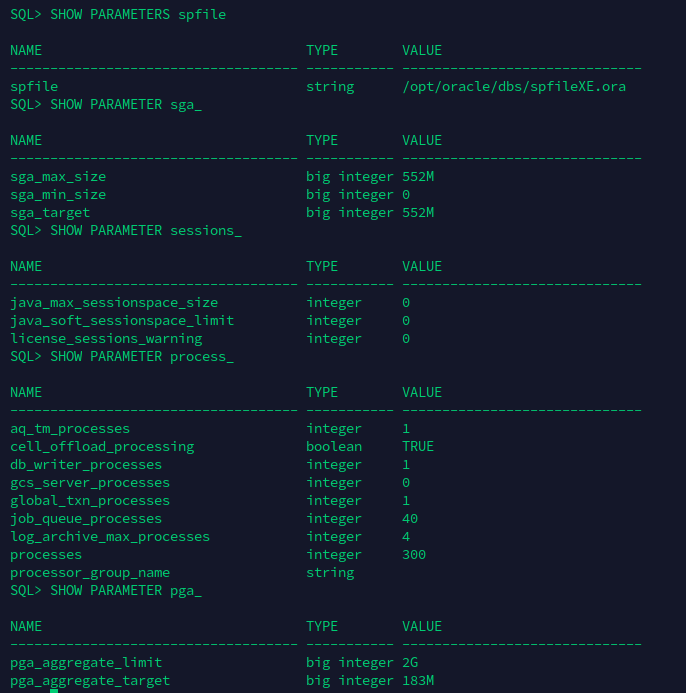 SQL> SHOW PARAMETERS spfile
NAME                                 TYPE        VALUE
------------------------------------ ----------- ------------------------------
spfile                               string      /opt/oracle/dbs/spfileXE.ora
SQL> SHOW PARAMETER sga_
NAME                                 TYPE        VALUE
------------------------------------ ----------- ------------------------------
sga_max_size                         big integer 552M
sga_min_size                         big integer 0
sga_target                           big integer 552M
SQL> SHOW PARAMETER sessions_
NAME                                 TYPE        VALUE
------------------------------------ ----------- ------------------------------
java_max_sessionspace_size           integer     0
java_soft_sessionspace_limit         integer     0
license_sessions_warning             integer     0
SQL> SHOW PARAMETER process_
NAME                                 TYPE        VALUE
------------------------------------ ----------- ------------------------------
aq_tm_processes                      integer     1
cell_offload_processing              boolean     TRUE
db_writer_processes                  integer     1
gcs_server_processes                 integer     0
global_txn_processes                 integer     1
job_queue_processes                  integer     40
log_archive_max_processes            integer     4
processes                            integer     300
processor_group_name                 string
SQL> SHOW PARAMETER pga_
NAME                                 TYPE        VALUE
------------------------------------ ----------- ------------------------------
pga_aggregate_limit                  big integer 2G
pga_aggregate_target                 big integer 183M